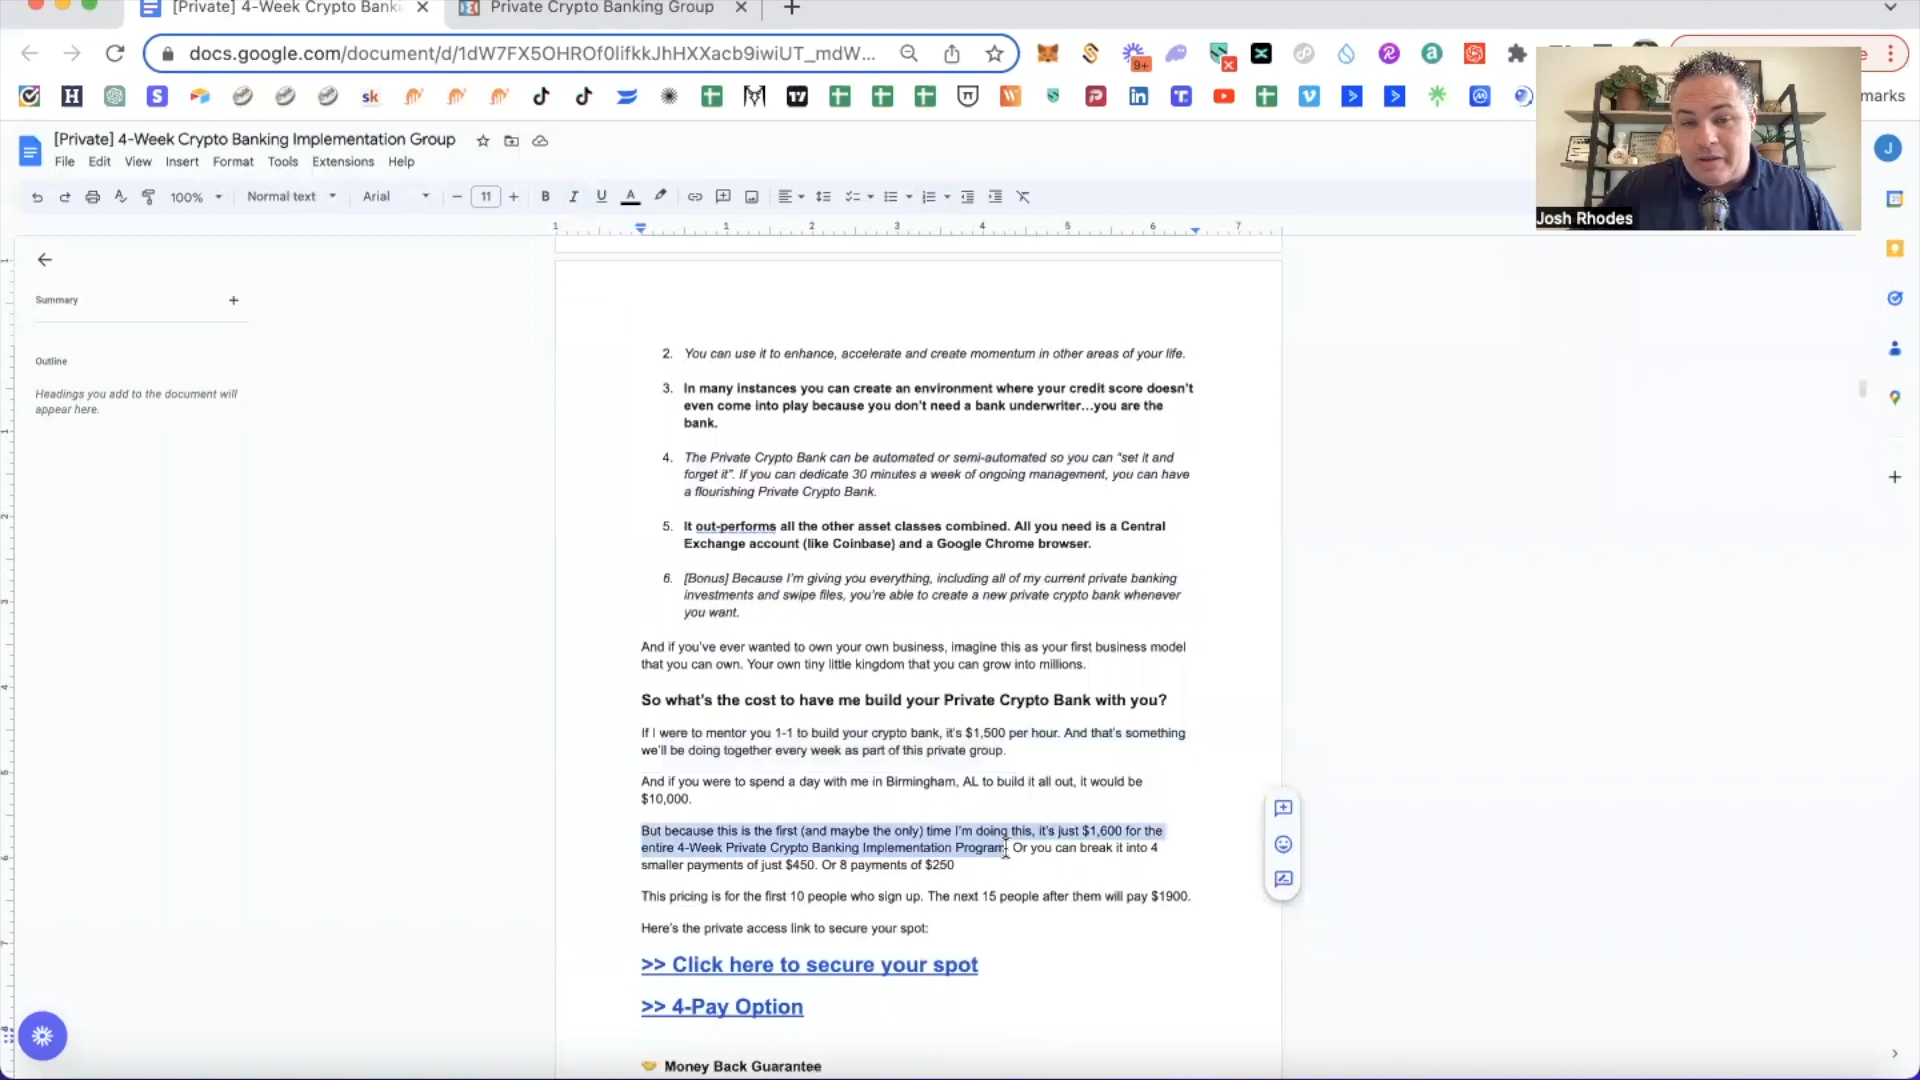 [Private] 4-Week Crypto Bank
Private Crypto Banking Group
docs.google.com/document/d/1dW7FX5OHROf0lifkkJhHXXacb9iwiUT_mdW...
9+
sk
marks
[Private] 4-Week Crypto Banking Implementation Group
File Edit View Insert Format Tools Extensions Help
J
100% Normal text Arial 11
B I U A
Josh Rhodes
1 1 2 3 4 5 6 7
Summary
Outline
Headings you add to the document will
appear here.
2. You can use it to enhance, accelerate and create momentum in other areas of your life.
3. In many instances you can create an environment where your credit score doesn't
even come into play because you don't need a bank underwriter…you are the
bank.
4. The Private Crypto Bank can be automated or semi-automated so you can "set it and
forget it". If you can dedicate 30 minutes a week of ongoing management, you can have
a flourishing Private Crypto Bank.
5. It out-performs all the other asset classes combined. All you need is a Central
Exchange account (like Coinbase) and a Google Chrome browser.
6. [Bonus] Because I'm giving you everything, including all of my current private banking
investments and swipe files, you're able to create a new private crypto bank whenever
you want.
And if you've ever wanted to own your own business, imagine this as your first business model
that you can own. Your own tiny little kingdom that you can grow into millions.
So what's the cost to have me build your Private Crypto Bank with you?
If I were to mentor you 1-1 to build your crypto bank, it's $1,500 per hour. And that's something
we'll be doing together every week as part of this private group.
And if you were to spend a day with me in Birmingham, AL to build it all out, it would be
$10,000.
But because this is the first (and maybe the only) time I'm doing this, it's just $1,600 for the
entire 4-Week Private Crypto Banking Implementation Program. Or you can break it into 4
smaller payments of just $450. Or 8 payments of $250
This pricing is for the first 10 people who sign up. The next 15 people after them will pay $1900.
Here's the private access link to secure your spot:
>> Click here to secure your spot
>> 4-Pay Option
Money Back Guarantee